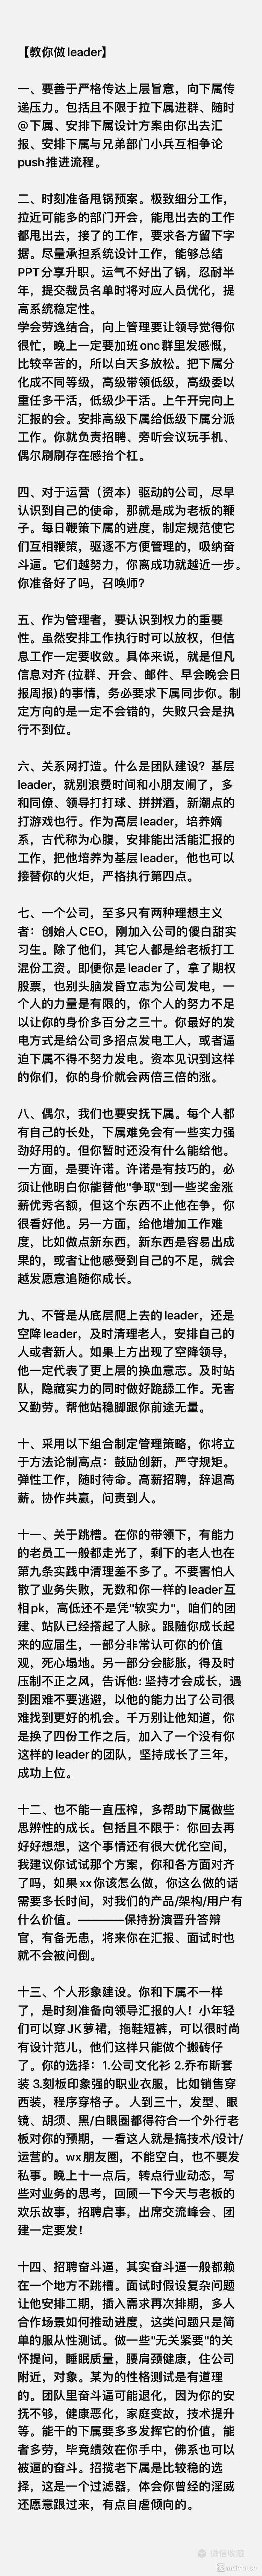 【教你做leader】
一、要善于严格传达上层旨意，向下属传
递压力。包括且不限于拉下属进群、随时
@下属、安排下属设计方案由你出去汇
报、安排下属与兄弟部门小兵互相争论
push推进流程。
二、时刻准备甩锅预案。极致细分工作，
拉近可能多的部门开会，能甩出去的工作
都甩出去，接了的工作，要求各方留下字
据。尽量承担系统设计工作，能够总结
PPT分享升职。运气不好出了锅，忍耐半
年，提交裁员名单时将对应人员优化，提
高系统稳定性。
学会劳逸结合，向上管理要让领导觉得你
很忙，晚上一定要加班onc群里发感慨，
比较辛苦的，所以白天多放松。把下属分
化成不同等级，高级带领低级，高级委以
重任多干活，低级少干活。上午开完向上
汇报的会。安排高级下属给低级下属分派
工作。你就负责招聘、旁听会议玩手机、
偶尔刷刷存在感抬个杠。
四、对于运营（资本）驱动的公司，尽早
认识到自己的使命，那就是成为老板的鞭
子。每日鞭策下属的进度，制定规范使它
们互相鞭策，驱逐不方便管理的，吸纳奋
斗逼。它们越努力，你离成功就越近一步。
你准备好了吗，召唤师？
五、作为管理者，要认识到权力的重要
性。虽然安排工作执行时可以放权，但信
息工作一定要收敛。具体来说，就是但凡
信息对齐(拉群、开会、邮件、早会晚会日
报周报)的事情，务必要求下属同步你。制
定方向的是一定不会错的，失败只会是执
行不到位。
六、关系网打造。什么是团队建设？基层
leader，就别浪费时间和小朋友闹了，多
和同僚、领导打打球、拼拼酒，新潮点的
打游戏也行。作为高层leader，培养嫡
系，古代称为心腹，安排能出活能汇报的
工作，把他培养为基层leader，他也可以
接替你的火炬，严格执行第四点。
七、一个公司，至多只有两种理想主义
者：创始人CEO，刚加入公司的傻白甜实
习生。除了他们，其它人都是给老板打工
混份工资。即便你是leader了，拿了期权
股票，也别头脑发昏立志为公司发电，一
个人的力量是有限的，你个人的努力不足
以让你的身价多百分之三十。你最好的发
电方式是给公司多招点发电工人，或者逼
迫下属不得不努力发电。资本见识到这样
的你们，你的身价就会两倍三倍的涨。
八、偶尔，我们也要安抚下属。每个人都
有自己的长处，下属难免会有一些实力强
劲好用的。但你暂时还没有什么能给他。
一方面，是要许诺。许诺是有技巧的，必
须让他明白你能替他"争取"到一些奖金涨
薪优秀名额，但这个东西不止他在争，你
很看好他。另一方面，给他增加工作难
度，比如做点新东西，新东西是容易出成
果的，或者让他感受到自己的不足，就会
越发愿意追随你成长。
九、不管是从底层爬上去的leader，还是
空降leader，及时清理老人，安排自己的
人或者新人。如果上方出现了空降领导，
他一定代表了更上层的换血意志。及时站
队，隐藏实力的同时做好跪舔工作。无害
又勤劳。帮他站稳脚跟你前途无量。
十、采用以下组合制定管理策略，你将立
于方法论制高点：鼓励创新，严守规矩。
弹性工作，随时待命。高薪招聘，辞退高
薪。协作共赢，问责到人。
十一、关于跳槽。在你的带领下，有能力
的老员工一般都走光了，剩下的老人也在
第九条实践中清理差不多了。不要害怕人
散了业务失败，无数和你一样的leader互
相pk，高低还不是凭"软实力"，咱们的团
建、站队已经搭起了人脉。跟随你成长起
来的应届生，一部分非常认可你的价值
观，死心塌地。另一部分会膨胀，得及时
压制不正之风，告诉他：坚持才会成长，遇
到困难不要逃避，以他的能力出了公司很
难找到更好的机会。千万别让他知道，你
是换了四份工作之后，加入了一个没有你
这样的leader的团队，坚持成长了三年，
成功上位。
十二、也不能一直压榨，多帮助下属做些
思辨性的成长。包括且不限于：你回去再
好好想想，这个事情还有很大优化空间，
我建议你试试那个方案，你和各方面对齐
了吗，如果xx你该怎么做，你这么做的话
需要多长时间，对我们的产品/架构/用户有
什么价值。————保持扮演晋升答辩
官，有备无患，将来你在汇报、面试时也
就不会被问倒。
十三、个人形象建设。你和下属不一样
了，是时刻准备向领导汇报的人！小年轻
们可以穿JK萝裙，拖鞋短裤，可以很时尚
有设计范儿，他们这样只能做个搬砖仔
了。你的选择：1.公司文化衫 2.乔布斯套
装 3.刻板印象强的职业衣服，比如销售穿
西装，程序穿格子。 人到三十，发型、眼
镜、胡须、黑/白眼圈都得符合一个外行老
板对你的预期，一看这人就是搞技术/设计/
运营的。wx朋友圈，不能空白，也不要发
私事。晚上十一点后，转点行业动态，写
些对业务的思考，回顾一下今天与老板的
欢乐故事，招聘启事，出席交流峰会、团
建一定要发！
十四、招聘奋斗逼，其实奋斗逼一般都赖
在一个地方不跳槽。面试时假设复杂问题
让他安排工期，插入需求再次排期，多人
合作场景如何推动进度，这类问题只是简
单的服从性测试。做一些"无关紧要"的关
怀提问，睡眠质量，腰肩颈健康，住公司
附近，对象。某为的性格测试是有道理
的。团队里奋斗逼可能退化，因为你的安
抚不够，健康恶化，家庭变故，技术提升
等。能干的下属要多多发挥它的价值，能
者多劳，毕竟绩效在你手中，佛系也可以
被逼的奋斗。招揽老下属是比较稳的选
择，这是一个过滤器，体会你曾经的淫威
还愿意跟过来，有点自虐倾向的。
微信收藏
maimai.cn